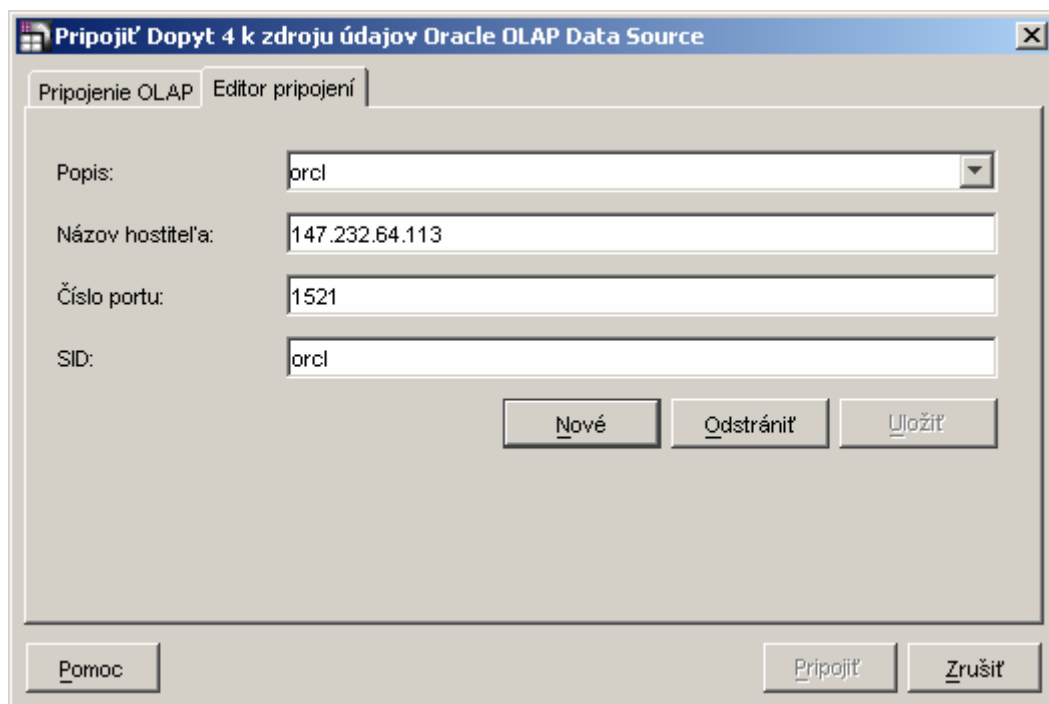 Pripojiť Dopyt 4 k zdroju údajov Oracle OLAP Data Source
Pripojenie OLAP Editor pripojení
Popis: orcl
Názov hostiteľa: 147.232.64.113
Číslo portu: 1521
SID: orcl
Nové Odstrániť Uložiť
Pomoc Pripojiť Zrušiť